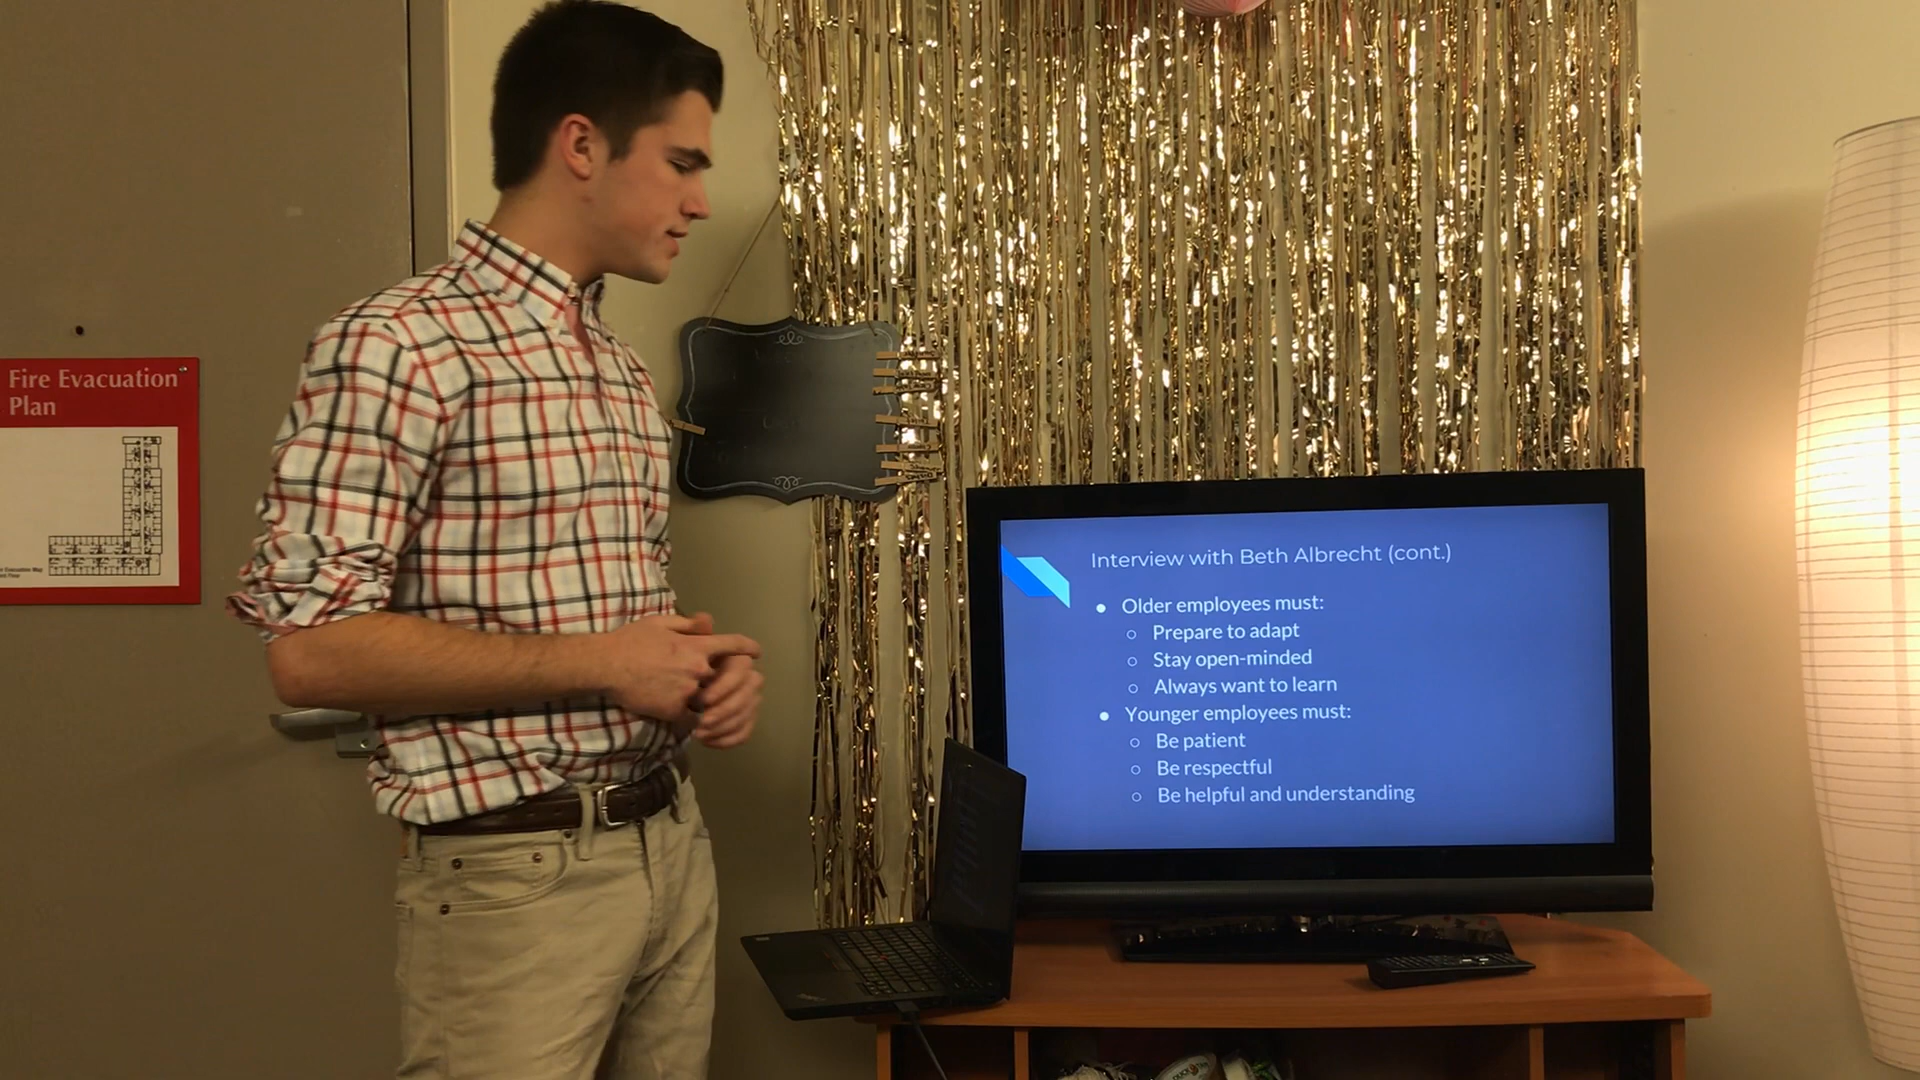 Fire Evacuation
Plan
Interview with Beth Albrecht (cont.)
● Older employees must:
○ Prepare to adapt
○ Stay open-minded
○ Always want to learn
● Younger employees must:
○ Be patient
○ Be respectful
○ Be helpful and understanding